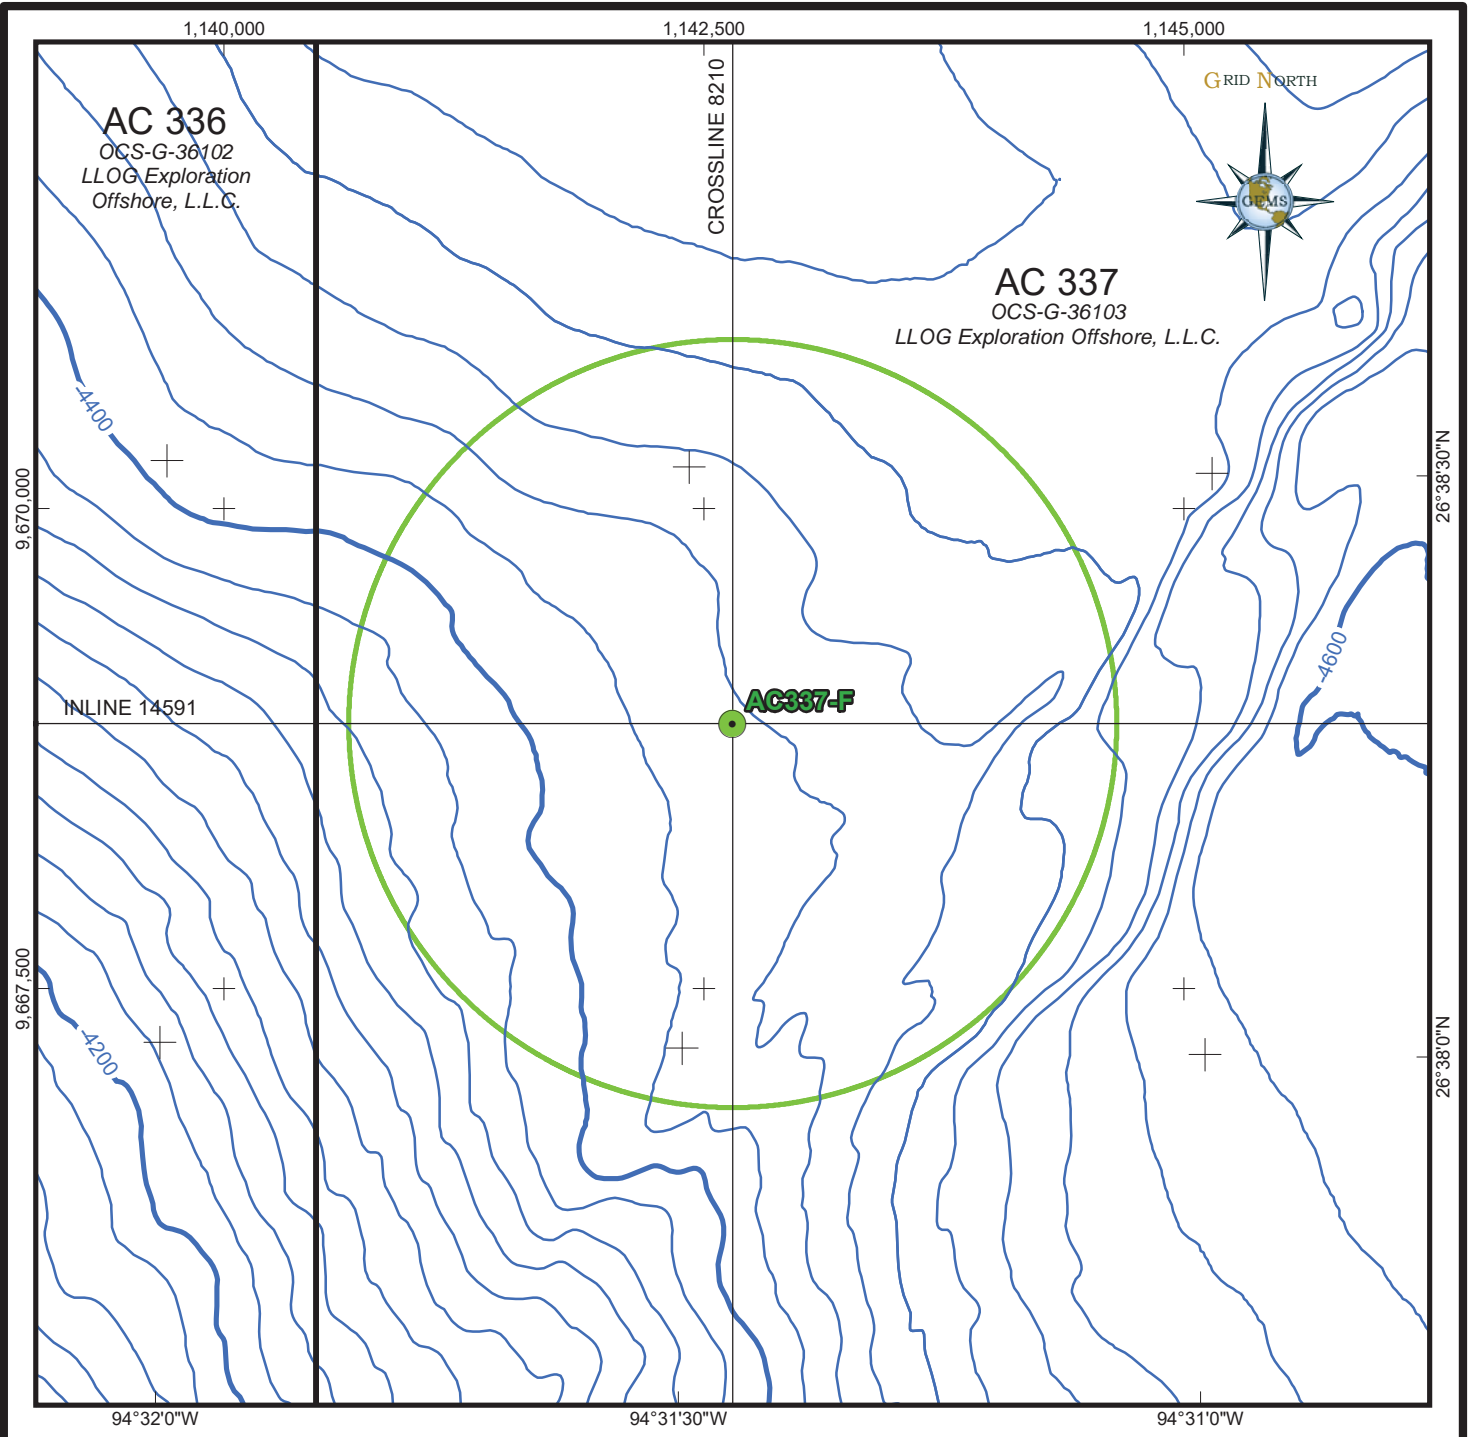 1,140,000
1,142,500
1,145,000
GRID NORTH
GEMS
AC 336
OCS-G-36102
LLOG Exploration
Offshore, L.L.C.
CROSSLINE 8210
AC 337
OCS-G-36103
LLOG Exploration Offshore, L.L.C.
-4400
9,670,000
26°38'30"N
-4600
INLINE 14591
AC337-F
9,667,500
-4200
26°38'0"N
94°32'0"W
94°31'30"W
94°31'0"W